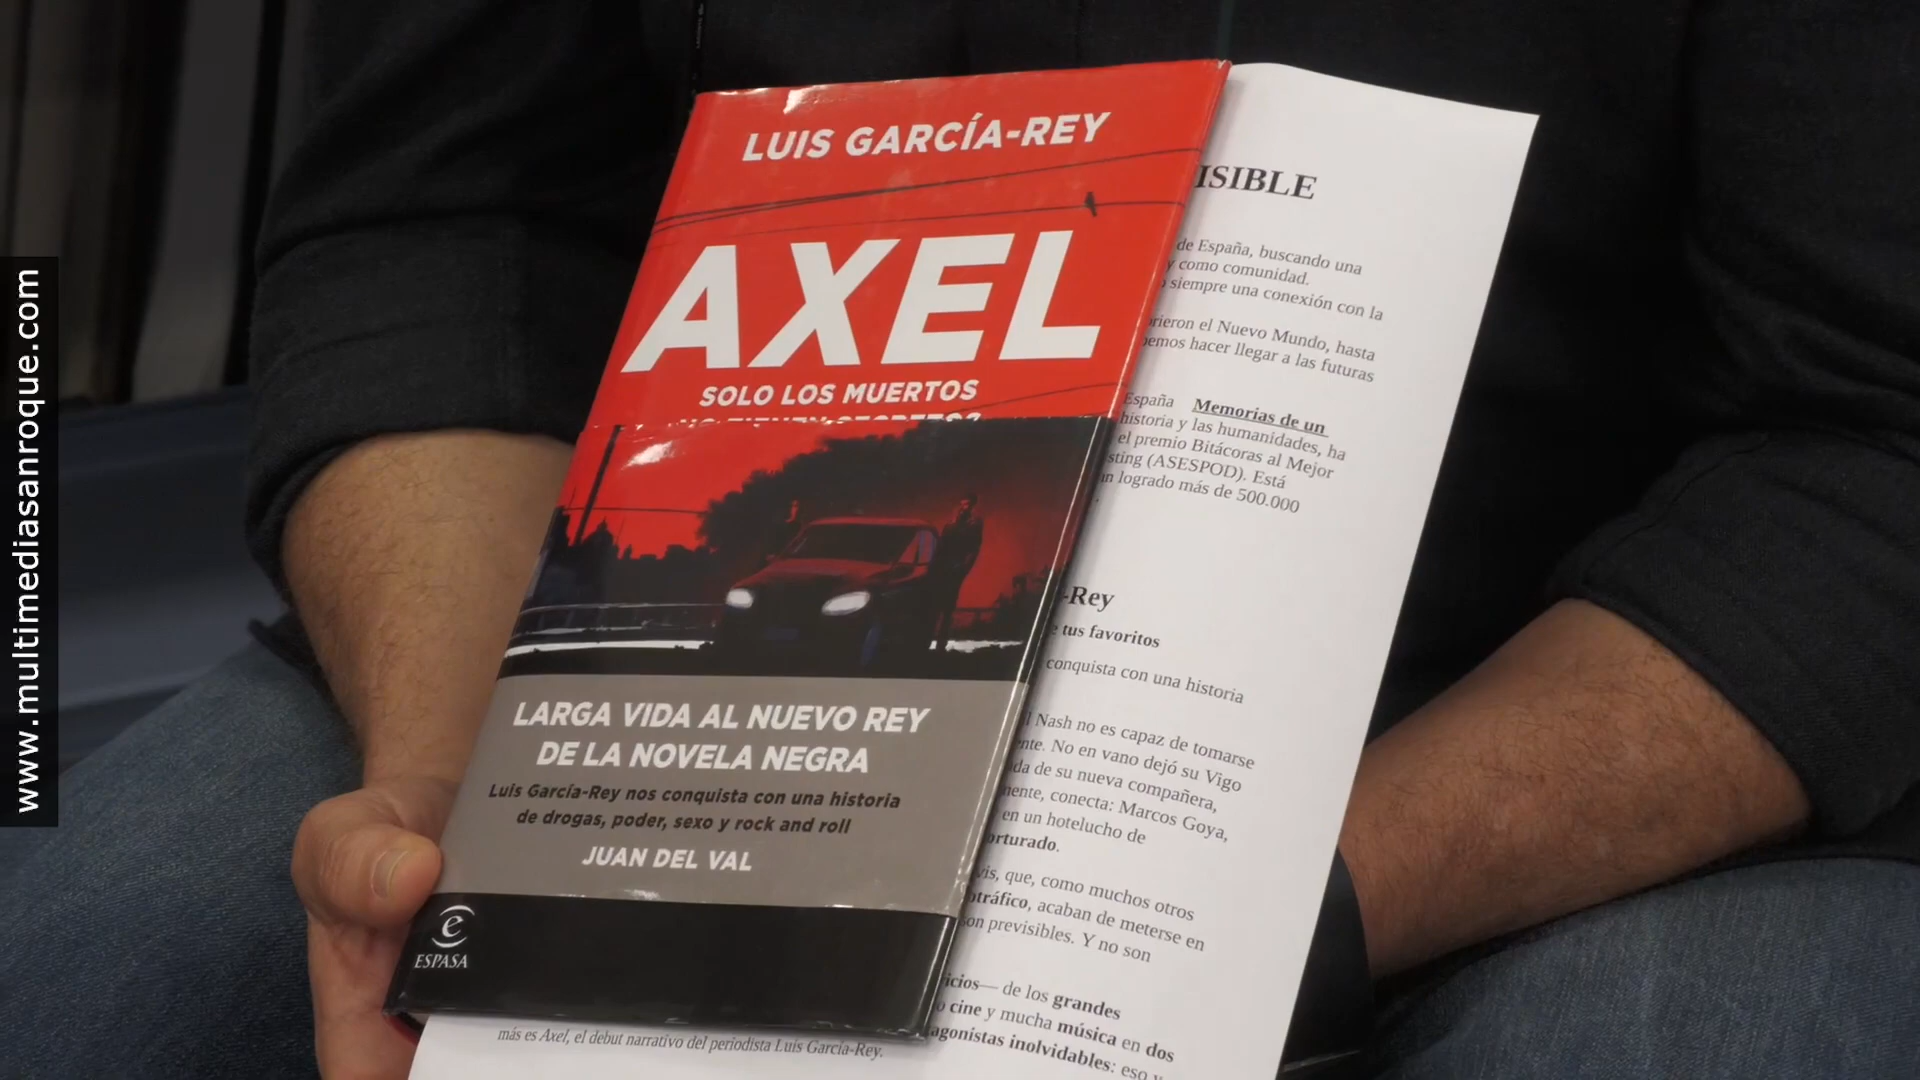 www.multimediasanroque.com
LUIS GARCÍA-REY
AXEL
SOLO LOS MUERTOS
LARGA VIDA AL NUEVO REY
DE LA NOVELA NEGRA
Luis García-Rey nos conquista con una historia
de drogas, poder, sexo y rock and roll
JUAN DEL VAL
e
ESPASA
ISIBLE
de España, buscando una
y como comunidad.
siempre una conexión con la
rieron el Nuevo Mundo, hasta
emos hacer llegar a las futuras
España Memorias de un
historia y las humanidades, ha
el premio Bitácoras al Mejor
sting (ASESPOD). Está
n logrado más de 500.000
-Rey
e tus favoritos
conquista con una historia
l Nash no es capaz de tomarse
nte. No en vano dejó su Vigo
da de su nueva compañera,
nente, conecta: Marcos Goya,
en un hotelucho de
orturado.
vis, que, como muchos otros
otráfico, acaban de meterse en
son previsibles. Y no son
icios— de los grandes
o cine y mucha música en dos
agonistas inolvidables: eso y
más es Axel, el debut narrativo del periodista Luis García-Rey.